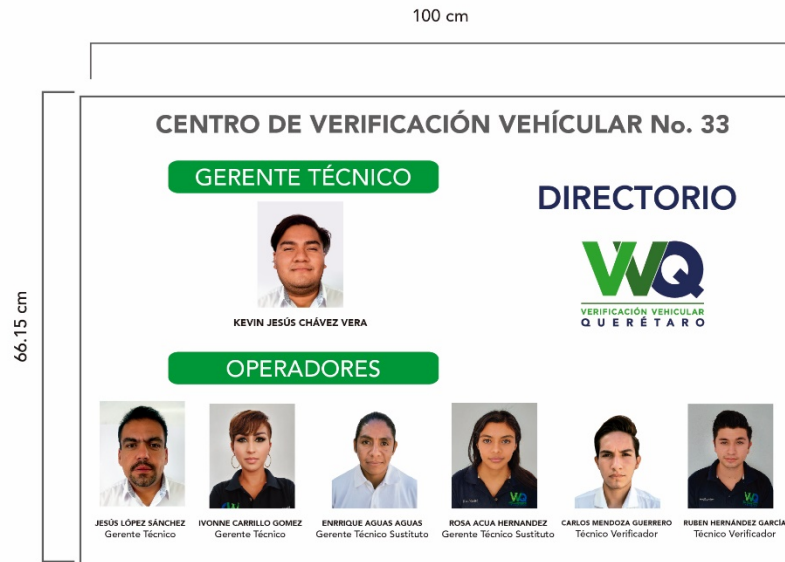 100 cm
66.15 cm
CENTRO DE VERIFICACIÓN VEHÍCULAR No. 33
GERENTE TÉCNICO
KEVIN JESÚS CHÁVEZ VERA
DIRECTORIO
VVQ
VERIFICACIÓN VEHICULAR
QUERÉTARO
OPERADORES
JESÚS LÓPEZ SÁNCHEZ
Gerente Técnico
IVONNE CARRILLO GOMEZ
Gerente Técnico
ENRRIQUE AGUAS AGUAS
Gerente Técnico Sustituto
ROSA ACUA HERNANDEZ
Gerente Técnico Sustituto
CARLOS MENDOZA GUERRERO
Técnico Verificador
RUBEN HERNÁNDEZ GARCÍA
Técnico Verificador